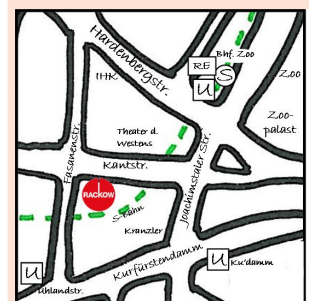 Hardenbergstr.
Bhf. Zoo
RE
S
U
IHK
Zoo
Zoo-
palast
Theater d.
Westens
Fasanenstr.
Kantstr.
Joachimstaler Str.
RACKOW
S-Bahn
Kranzler
Kurfürstendamm
U
Ku'damm
U
Uhlandstr.